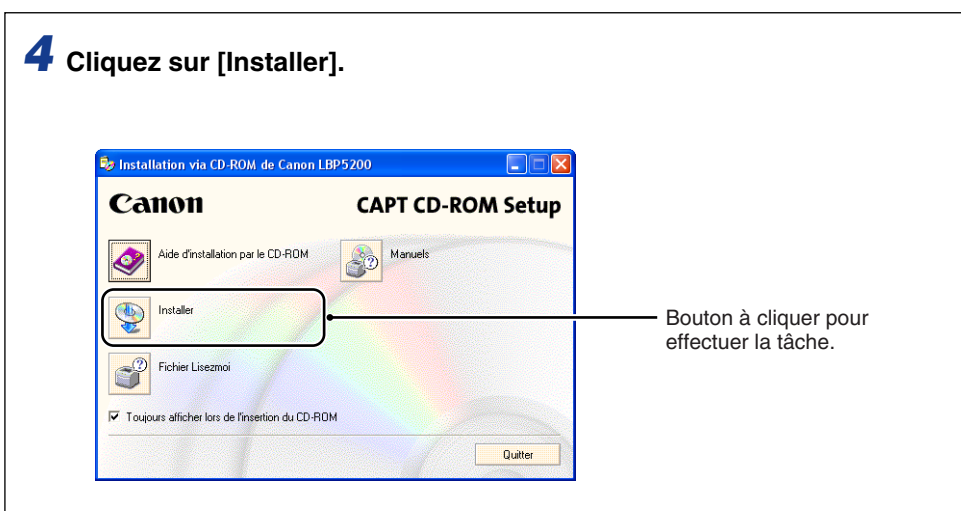 4 Cliquez sur [Installer].
Installation via CD-ROM de Canon LBP5200
Canon
CAPT CD-ROM Setup
Aide d'installation par le CD-ROM
Manuels
Installer
Bouton à cliquer pour
effectuer la tâche.
Fichier Lisezmoi
Toujours afficher lors de l'insertion du CD-ROM
Quitter